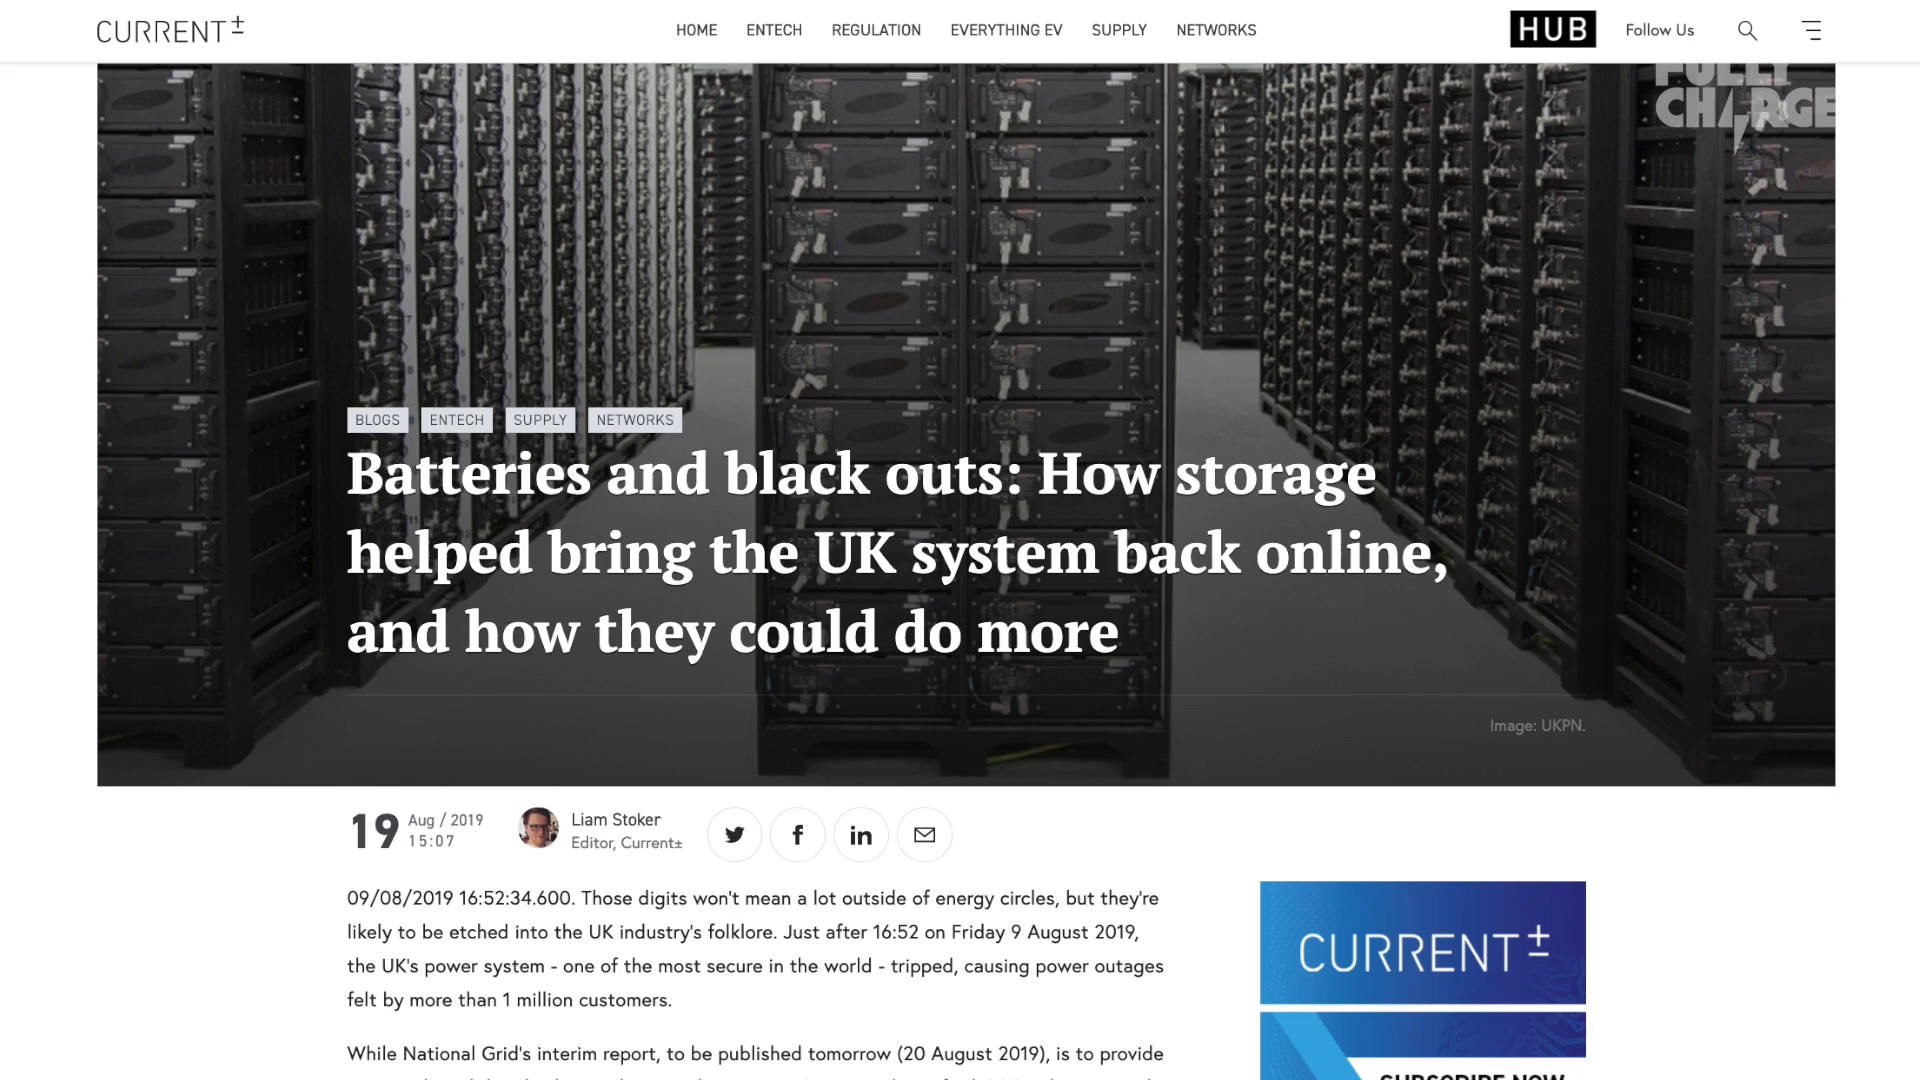 CURRENT±
HOME ENTECH REGULATION EVERYTHING EV SUPPLY NETWORKS
HUB Follow Us
FULLY
CHARGE
BLOGS ENTECH SUPPLY NETWORKS
Batteries and black outs: How storage
helped bring the UK system back online,
and how they could do more
Image: UKPN.
19 Aug / 2019
15:07
Liam Stoker
Editor, Current±
09/08/2019 16:52:34.600. Those digits won't mean a lot outside of energy circles, but they're
likely to be etched into the UK industry's folklore. Just after 16:52 on Friday 9 August 2019,
the UK's power system - one of the most secure in the world - tripped, causing power outages
felt by more than 1 million customers.
While National Grid's interim report, to be published tomorrow (20 August 2019), is to provide
CURRENT±
SUBSCRIBE NOW